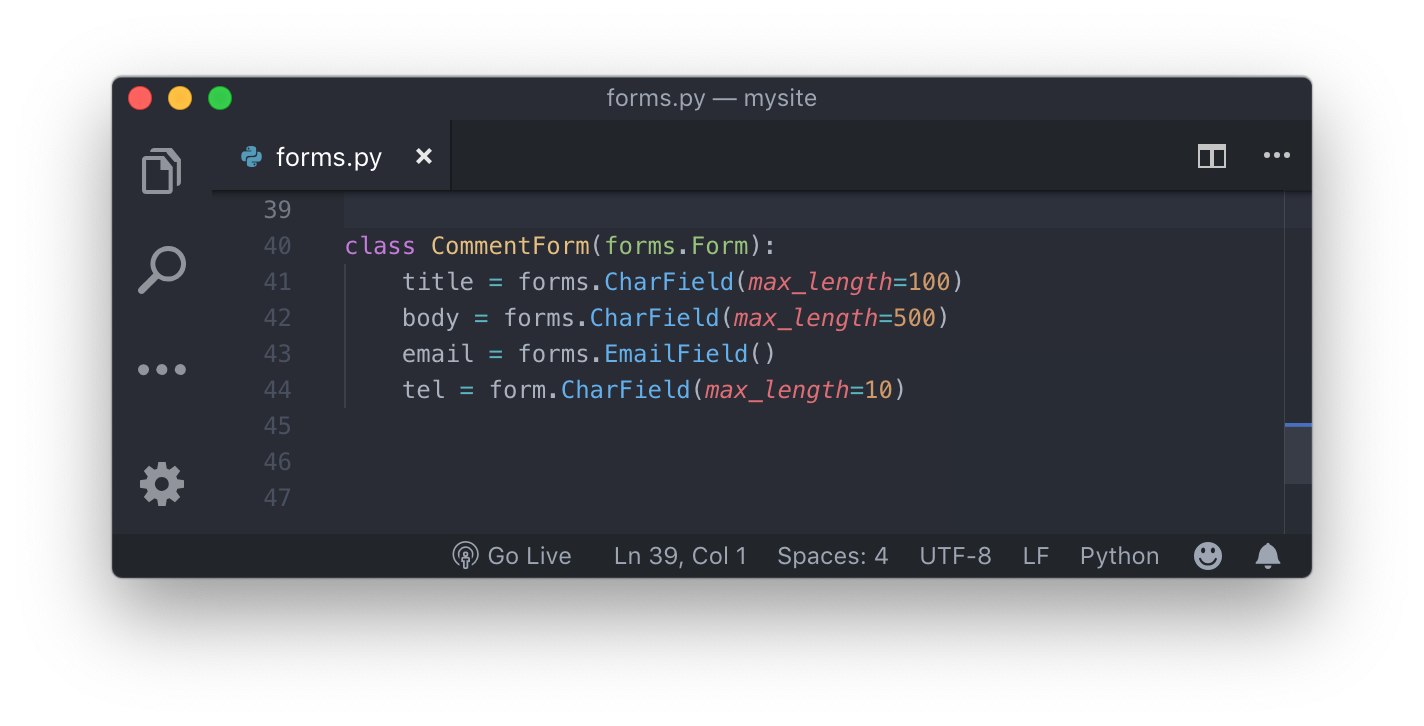 forms.py — mysite
forms.py
39
40 class CommentForm(forms.Form):
41     title = forms.CharField(max_length=100)
42     body = forms.CharField(max_length=500)
43     email = forms.EmailField()
44     tel = form.CharField(max_length=10)
45
46
47
Go Live Ln 39, Col 1 Spaces: 4 UTF-8 LF Python